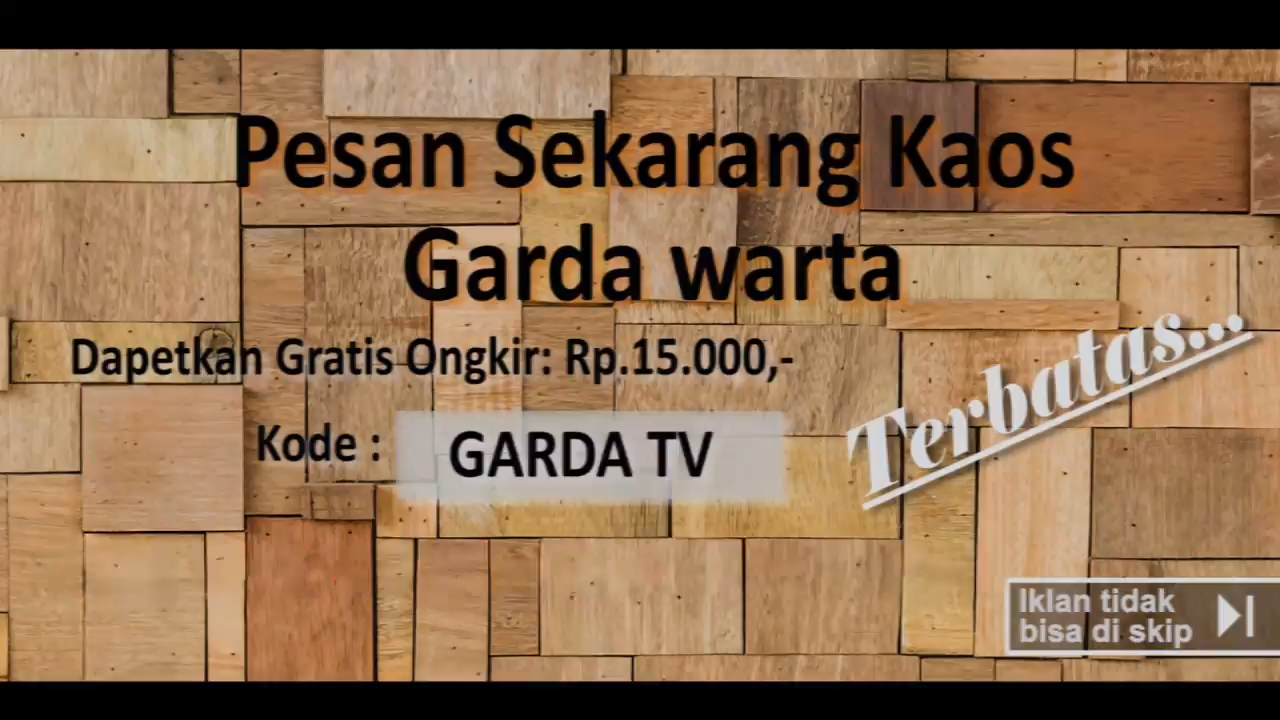 Pesan Sekarang Kaos
Garda warta
Dapetkan Gratis Ongkir: Rp.15.000,-
Terbatas...
Kode :
GARDA TV
Iklan tidak
bisa di skip